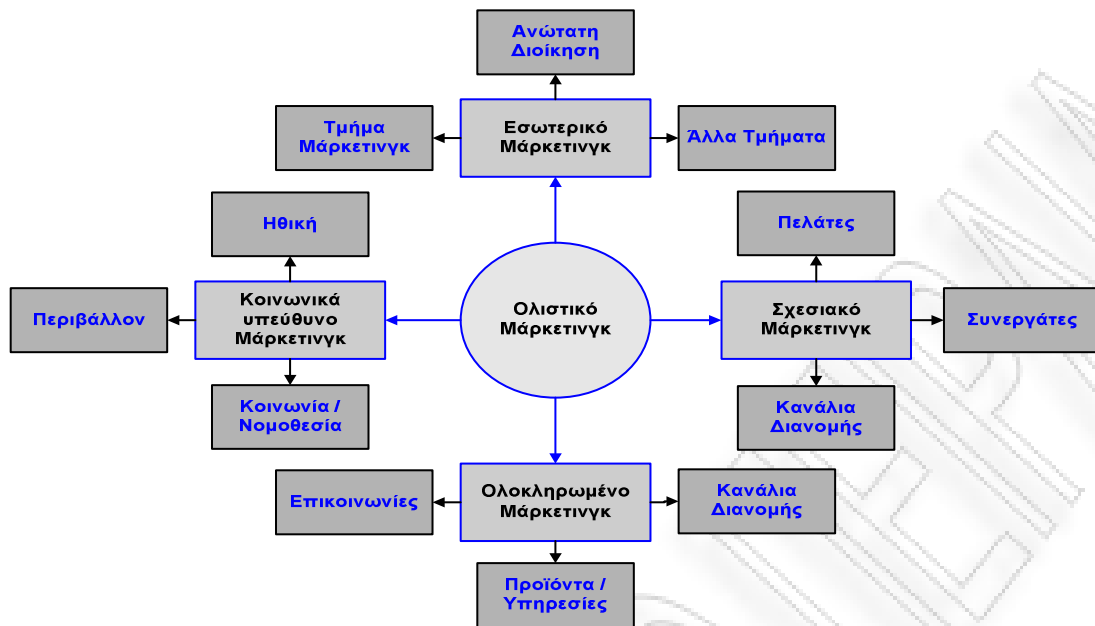 Ανώτατη
Διοίκηση
Τμήμα
Μάρκετινγκ
Εσωτερικό
Μάρκετινγκ
Άλλα Τμήματα
Ηθική
Πελάτες
Περιβάλλον
Κοινωνικά
υπεύθυνο
Μάρκετινγκ
Ολιστικό
Μάρκετινγκ
Σχεσιακό
Μάρκετινγκ
Συνεργάτες
Κοινωνία /
Νομοθεσία
Κανάλια
Διανομής
Επικοινωνίες
Ολοκληρωμένο
Μάρκετινγκ
Κανάλια
Διανομής
Προϊόντα /
Υπηρεσίες